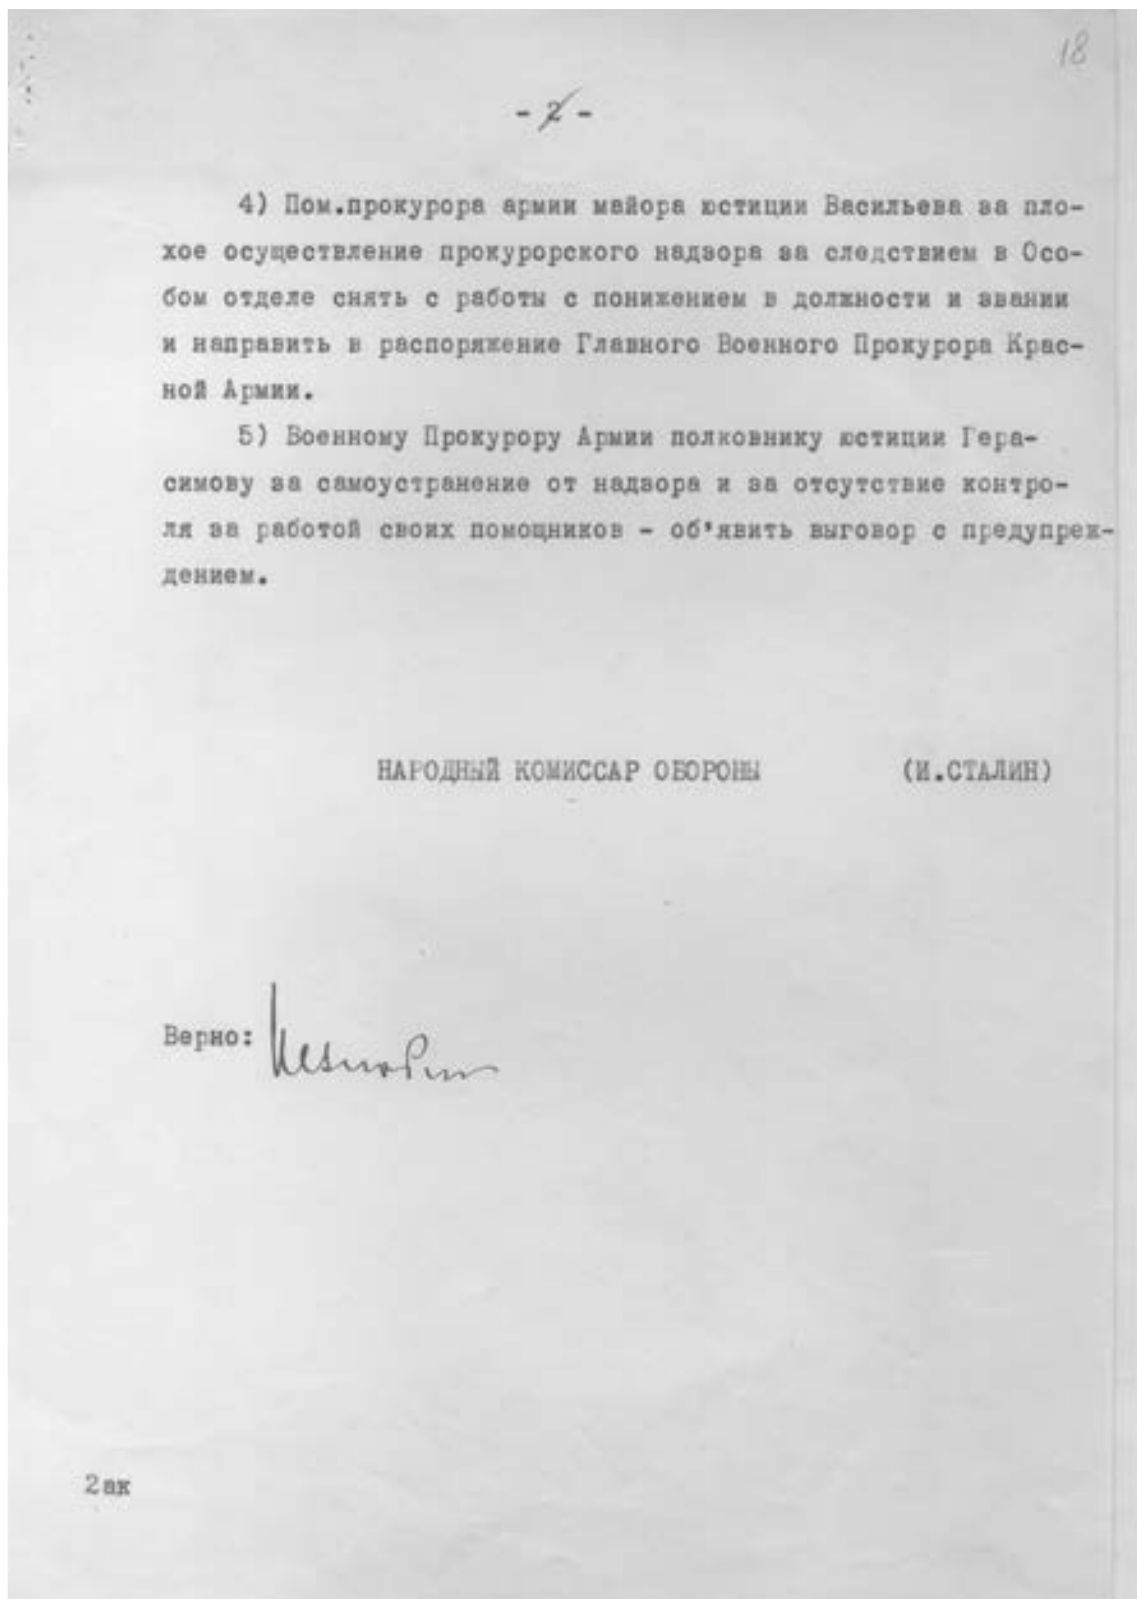 18
- 2 -
4) Пом.прокурора армии майора юстиции Васильева за пло-
хое осуществление прокурорского надзора за следствием в Осо-
бом отделе снять с работы с понижением в должности и звании
и направить в распоряжение Главного Военного Прокурора Крас-
ной Армии.
5) Военному Прокурору Армии полковнику юстиции Гера-
симову за самоустранение от надзора и за отсутствие контро-
ля за работой своих помощников - об'явить выговор с предупреж-
дением.
НАРОДНЫЙ КОМИССАР ОБОРОНЫ (И.СТАЛИН)
Верно:
2ак